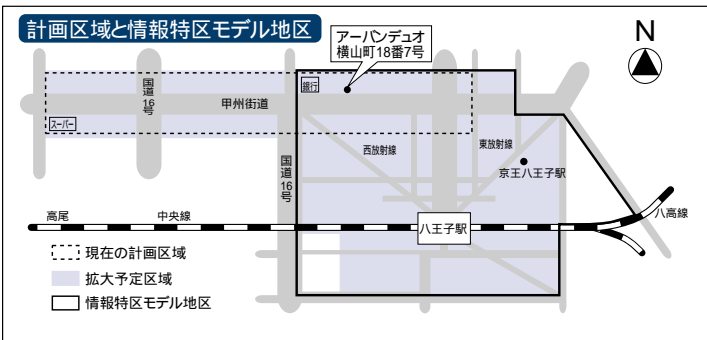 計画区域と情報特区モデル地区
アーバンデュオ
横山町18番7号
N
国道16号
甲州街道
銀行
スーパー
西放射線
東放射線
京王八王子駅
国道16号
高尾
中央線
八王子駅
八高線
現在の計画区域
拡大予定区域
情報特区モデル地区